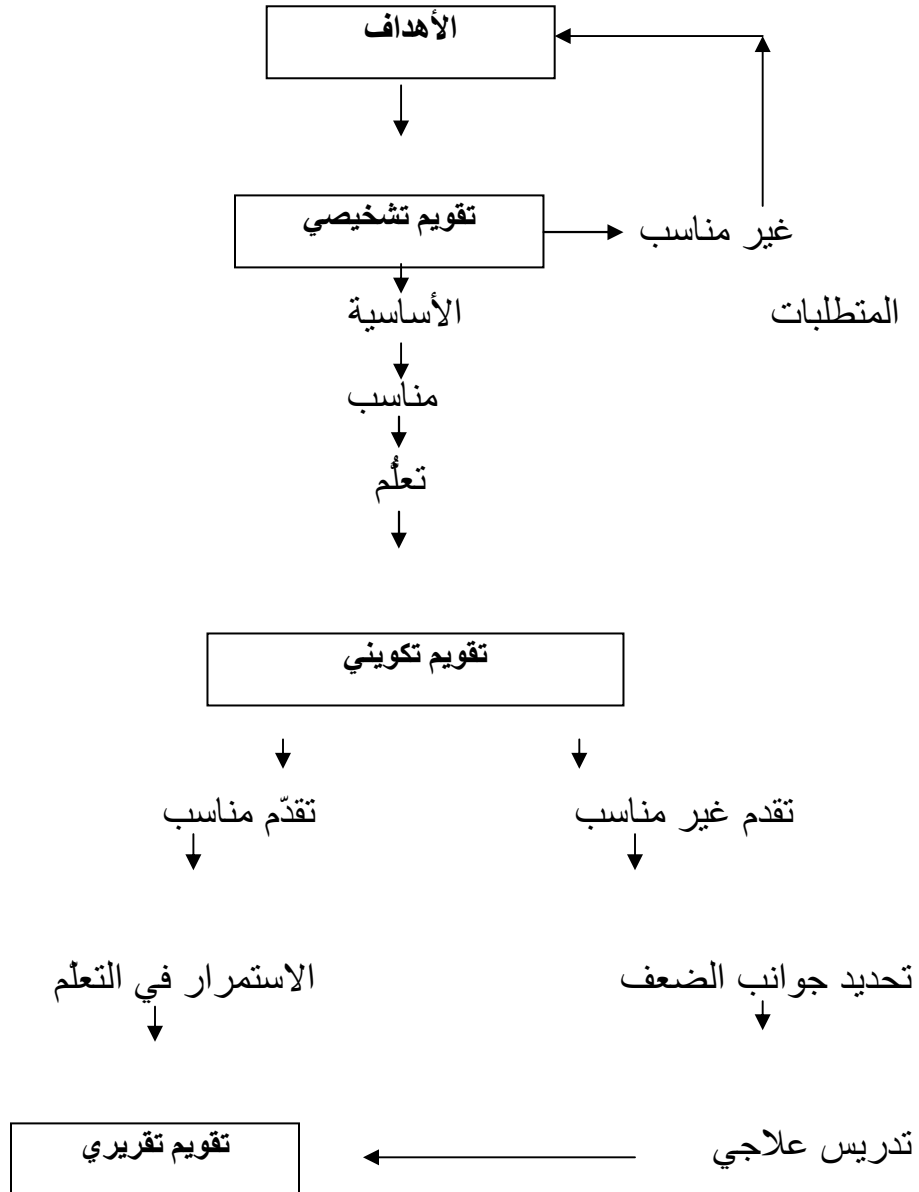 الأهداف
تقويم تشخيصي
غير مناسب
المتطلبات الأساسية
مناسب
تعلُّم
تقويم تكويني
تقدم غير مناسب
تقدّم مناسب
تحديد جوانب الضعف
الاستمرار في التعلّم
تدريس علاجي
تقويم تقريري